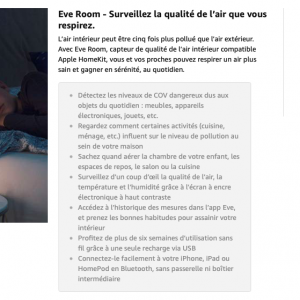 Eve Room - Surveillez la qualité de l'air que vous
respirez.
L'air intérieur peut être cinq fois plus pollué que l'air extérieur.
Avec Eve Room, capteur de qualité de l'air intérieur compatible
Apple HomeKit, vous et vos proches pouvez respirer un air plus
sain et gagner en sérénité, au quotidien.
Détectez les niveaux de COV dangereux dus aux
objets du quotidien : meubles, appareils
électroniques, jouets, etc.
Regardez comment certaines activités (cuisine,
ménage, etc.) influent sur le niveau de pollution au
sein de votre maison
Sachez quand aérer la chambre de votre enfant, les
espaces de repos, le salon ou la cuisine
Surveillez d'un coup d'œil la qualité de l'air, la
température et l'humidité grâce à l'écran à encre
électronique à haut contraste
Accédez à l'historique des mesures dans l'app Eve,
et prenez les bonnes habitudes pour assainir votre
intérieur
Profitez de plus de six semaines d'utilisation sans
fil grâce à une seule recharge via USB
Connectez-le facilement à votre iPhone, iPad ou
HomePod en Bluetooth, sans passerelle ni boîtier
intermédiaire